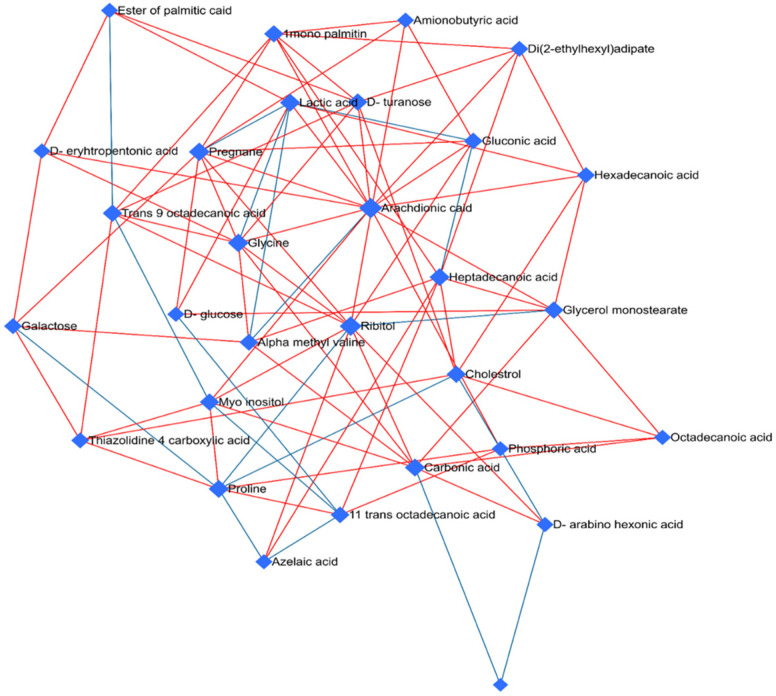 Ester of palmitic caid
Amionobutyric acid
1mono palmitin
Di(2-ethylhexyl)adipate
Lactic acid
D- turanose
Gluconic acid
D- eryhtropentonic acid
Pregnane
Hexadecanoic acid
Arachdionic caid
Trans 9 octadecanoic acid
Glycine
Heptadecanoic acid
Glycerol monostearate
D- glucose
Galactose
Ribitol
Alpha methyl valine
Cholestrol
Myo inositol
Octadecanoic acid
Thiazolidine 4 carboxylic acid
Phosphoric acid
Carbonic acid
Proline
11 trans octadecanoic acid
D- arabino hexonic acid
Azelaic acid